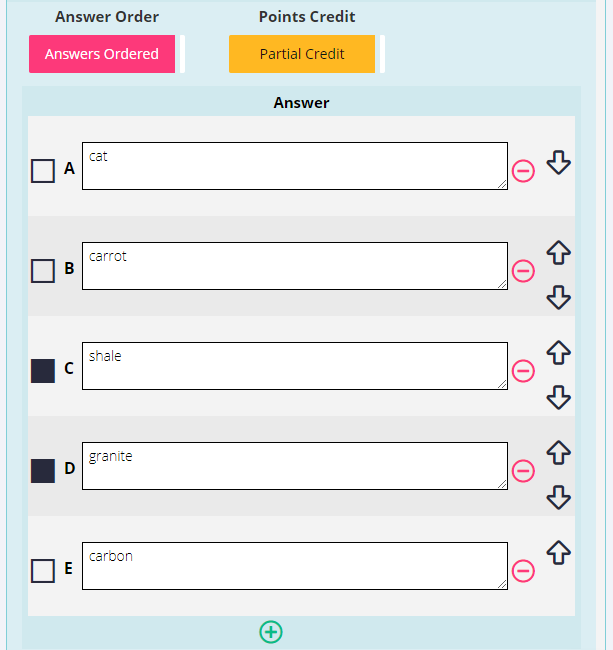 Answer Order Points Credit
Answers Ordered Partial Credit
Answer
A cat
B carrot
C shale
D granite
E carbon